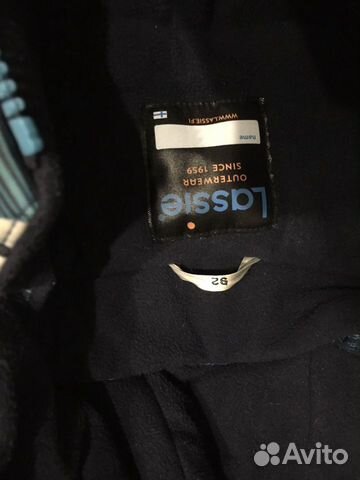 Lassie
OUTERWEAR
SINCE 1959
name
WWW.LASSIE.FI
92
Avito